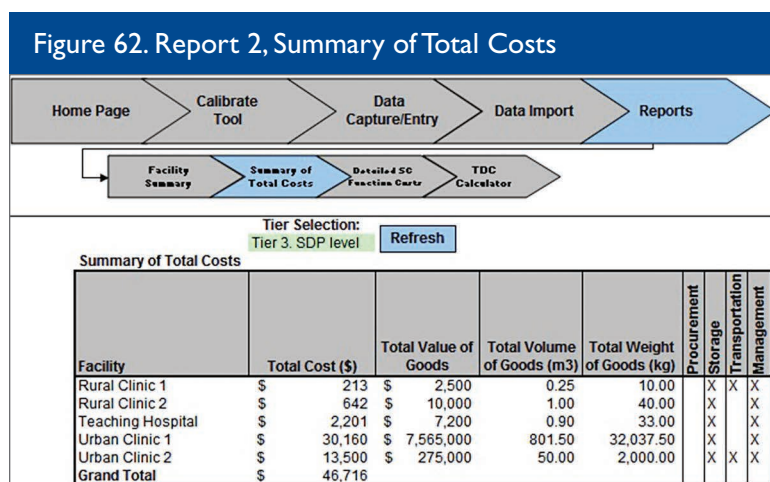 Figure 62. Report 2, Summary of Total Costs
Home Page
Calibrate
Tool
Data
Capture/Entry
Data Import
Reports
Facility
Summary
Summary of
Total Costs
Detailed SC
Function Costs
TDC
Calculator
Tier Selection:
Tier 3. SDP level
Refresh
Summary of Total Costs
Facility Total Cost ($) Total Value of Goods Total Volume of Goods (m3) Total Weight of Goods (kg) Procurement Storage Transportation Management
Rural Clinic 1 $ 213 $ 2,500 0.25 10.00 X X X
Rural Clinic 2 $ 642 $ 10,000 1.00 40.00 X X
Teaching Hospital $ 2,201 $ 7,200 0.90 33.00 X X
Urban Clinic 1 $ 30,160 $ 7,565,000 801.50 32,037.50 X X
Urban Clinic 2 $ 13,500 $ 275,000 50.00 2,000.00 X X X
Grand Total $ 46,716